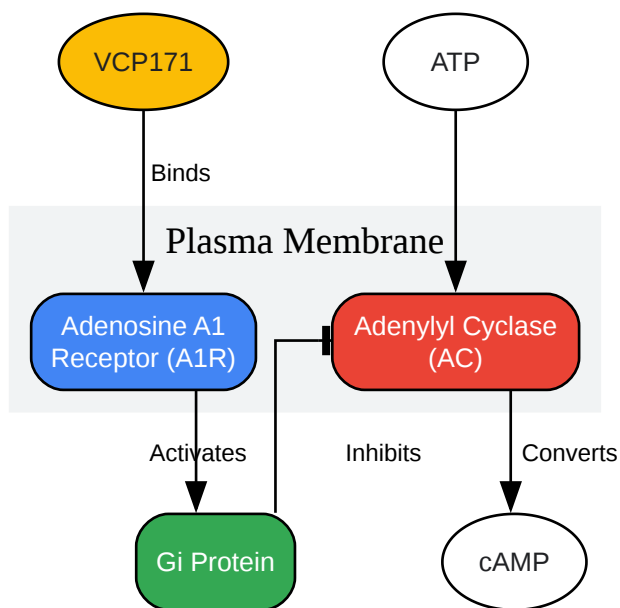 VCP171
ATP
Binds
Plasma Membrane
Adenosine A1
Receptor (A1R)
Adenylyl Cyclase
(AC)
Activates
Inhibits
Converts
Gi Protein
cAMP